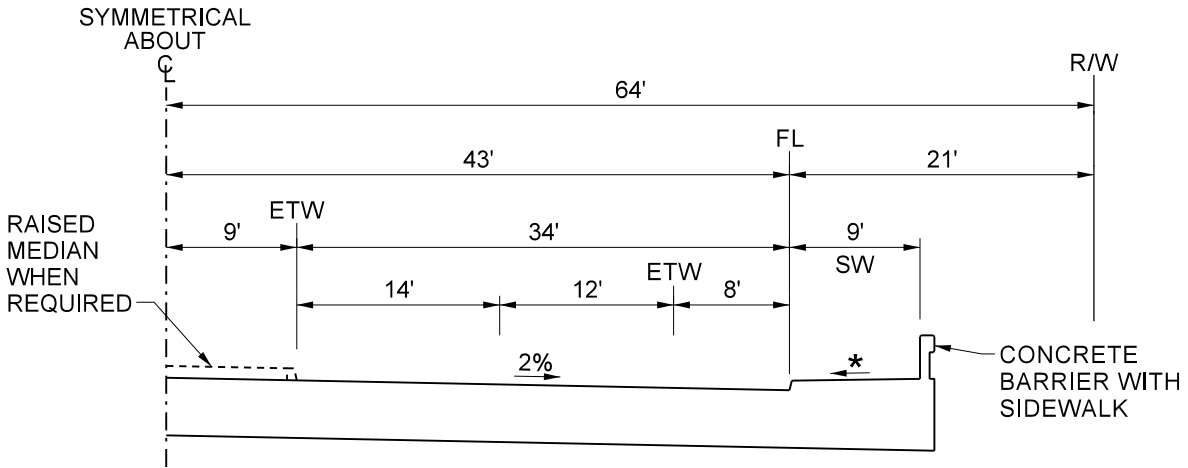 SYMMETRICAL
ABOUT
℄
R/W
64'
FL
43'
21'
RAISED
MEDIAN
WHEN
REQUIRED
ETW
9'
34'
9'
SW
ETW
14'
12'
8'
2%
*
CONCRETE
BARRIER WITH
SIDEWALK